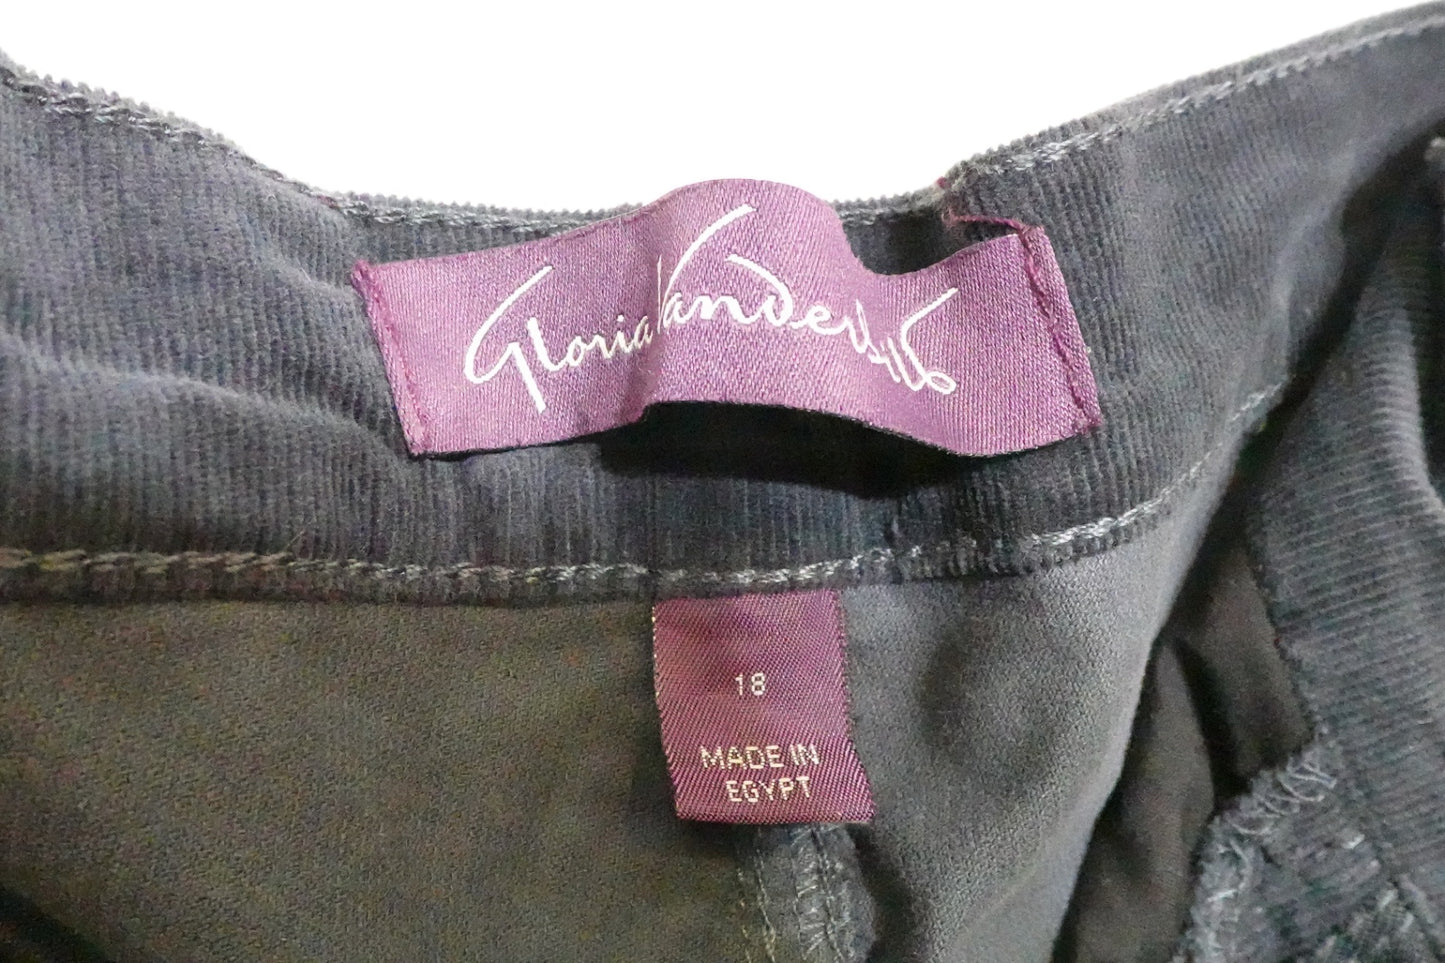 Gloria Vanderbilt
18
MADE IN
EGYPT